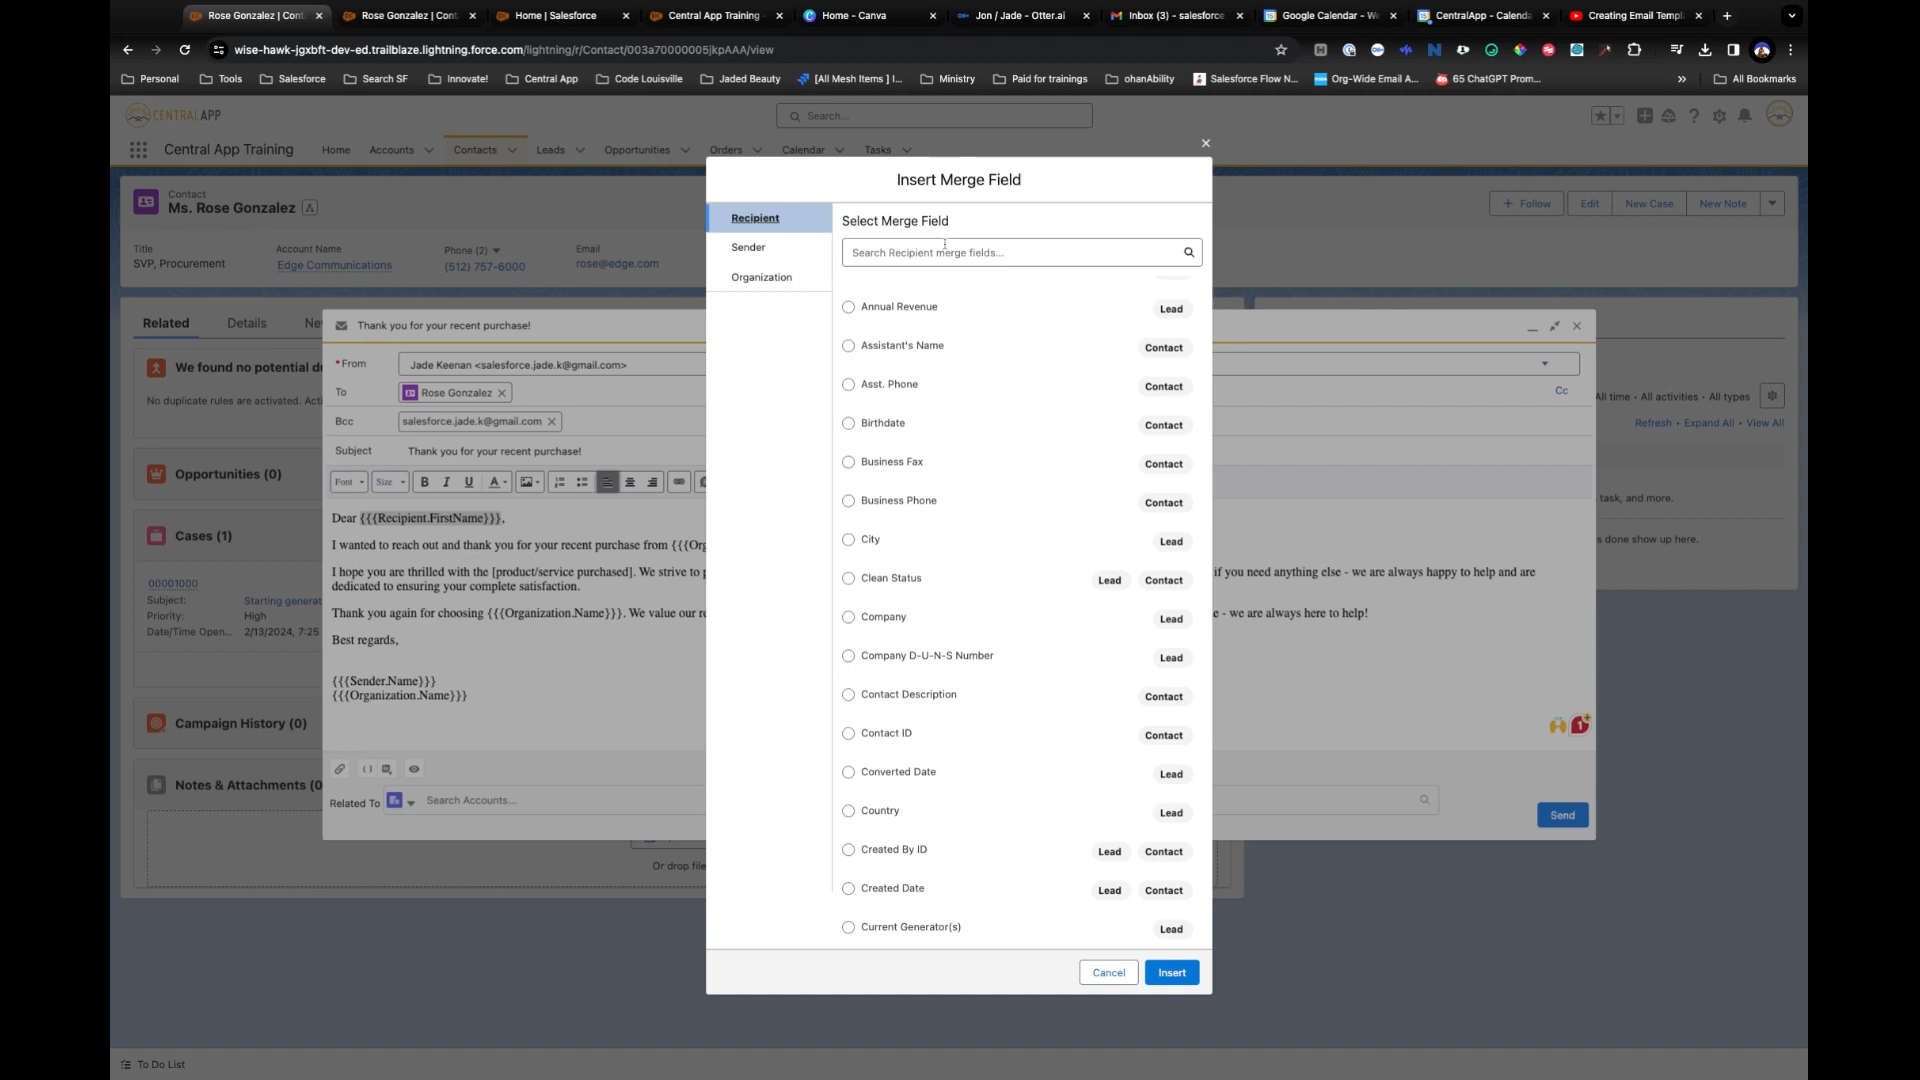 Rose Gonzalez | Cont
Rose Gonzalez | Cont
Home | Salesforce
Central App Training -
Home - Canva
Jon / Jade - Otter.ai
Inbox (3) - salesforce.
Google Calendar - W
CentralApp - Calenda
Creating Email Templ
wise-hawk-jgxbft-dev-ed.trailblaze.lightning.force.com/lightning/r/Contact/003a70000005jkpAAA/view
Personal
Tools
Salesforce
Search SF
Innovate!
Central App
Code Louisville
Jaded Beauty
[All Mesh Items ] I...
Ministry
Paid for trainings
ohanAbility
Salesforce Flow N...
Org-Wide Email A...
65 ChatGPT Prom...
All Bookmarks
CENTRALAPP
Search...
Central App Training
Home
Accounts
Contacts
Leads
Opportunities
Orders
Calendar
Tasks
Contact
Ms. Rose Gonzalez
Follow
Edit
New Case
New Note
Title
SVP, Procurement
Account Name
Edge Communications
Phone (2)
(512) 757-6000
Email
rose@edge.com
Related
Details
Ne
We found no potential du
No duplicate rules are activated. Acti
Opportunities (0)
Cases (1)
00001000
Subject:
Starting generat
Priority:
High
Date/Time Open...
2/13/2024, 7:25
Campaign History (0)
Notes & Attachments (0
Or drop file
All time • All activities • All types
Refresh • Expand All • View All
task, and more.
s done show up here.
Thank you for your recent purchase!
*From
Jade Keenan <salesforce.jade.k@gmail.com>
To
Rose Gonzalez
Cc
Bcc
salesforce.jade.k@gmail.com
Subject
Thank you for your recent purchase!
Font
Size
B
I
U
A
Dear {{{Recipient.FirstName}}},
I wanted to reach out and thank you for your recent purchase from {{{Org
I hope you are thrilled with the [product/service purchased]. We strive to p
if you need anything else - we are always happy to help and are
dedicated to ensuring your complete satisfaction.
Thank you again for choosing {{{Organization.Name}}}. We value our re
e - we are always here to help!
Best regards,
{{{Sender.Name}}}
{{{Organization.Name}}}
1
Related To
Search Accounts...
Send
Insert Merge Field
Recipient
Sender
Organization
Select Merge Field
Search Recipient merge fields...
Annual Revenue Lead
Assistant's Name Contact
Asst. Phone Contact
Birthdate Contact
Business Fax Contact
Business Phone Contact
City Lead
Clean Status Lead Contact
Company Lead
Company D-U-N-S Number Lead
Contact Description Contact
Contact ID Contact
Converted Date Lead
Country Lead
Created By ID Lead Contact
Created Date Lead Contact
Current Generator(s) Lead
Cancel
Insert
To Do List